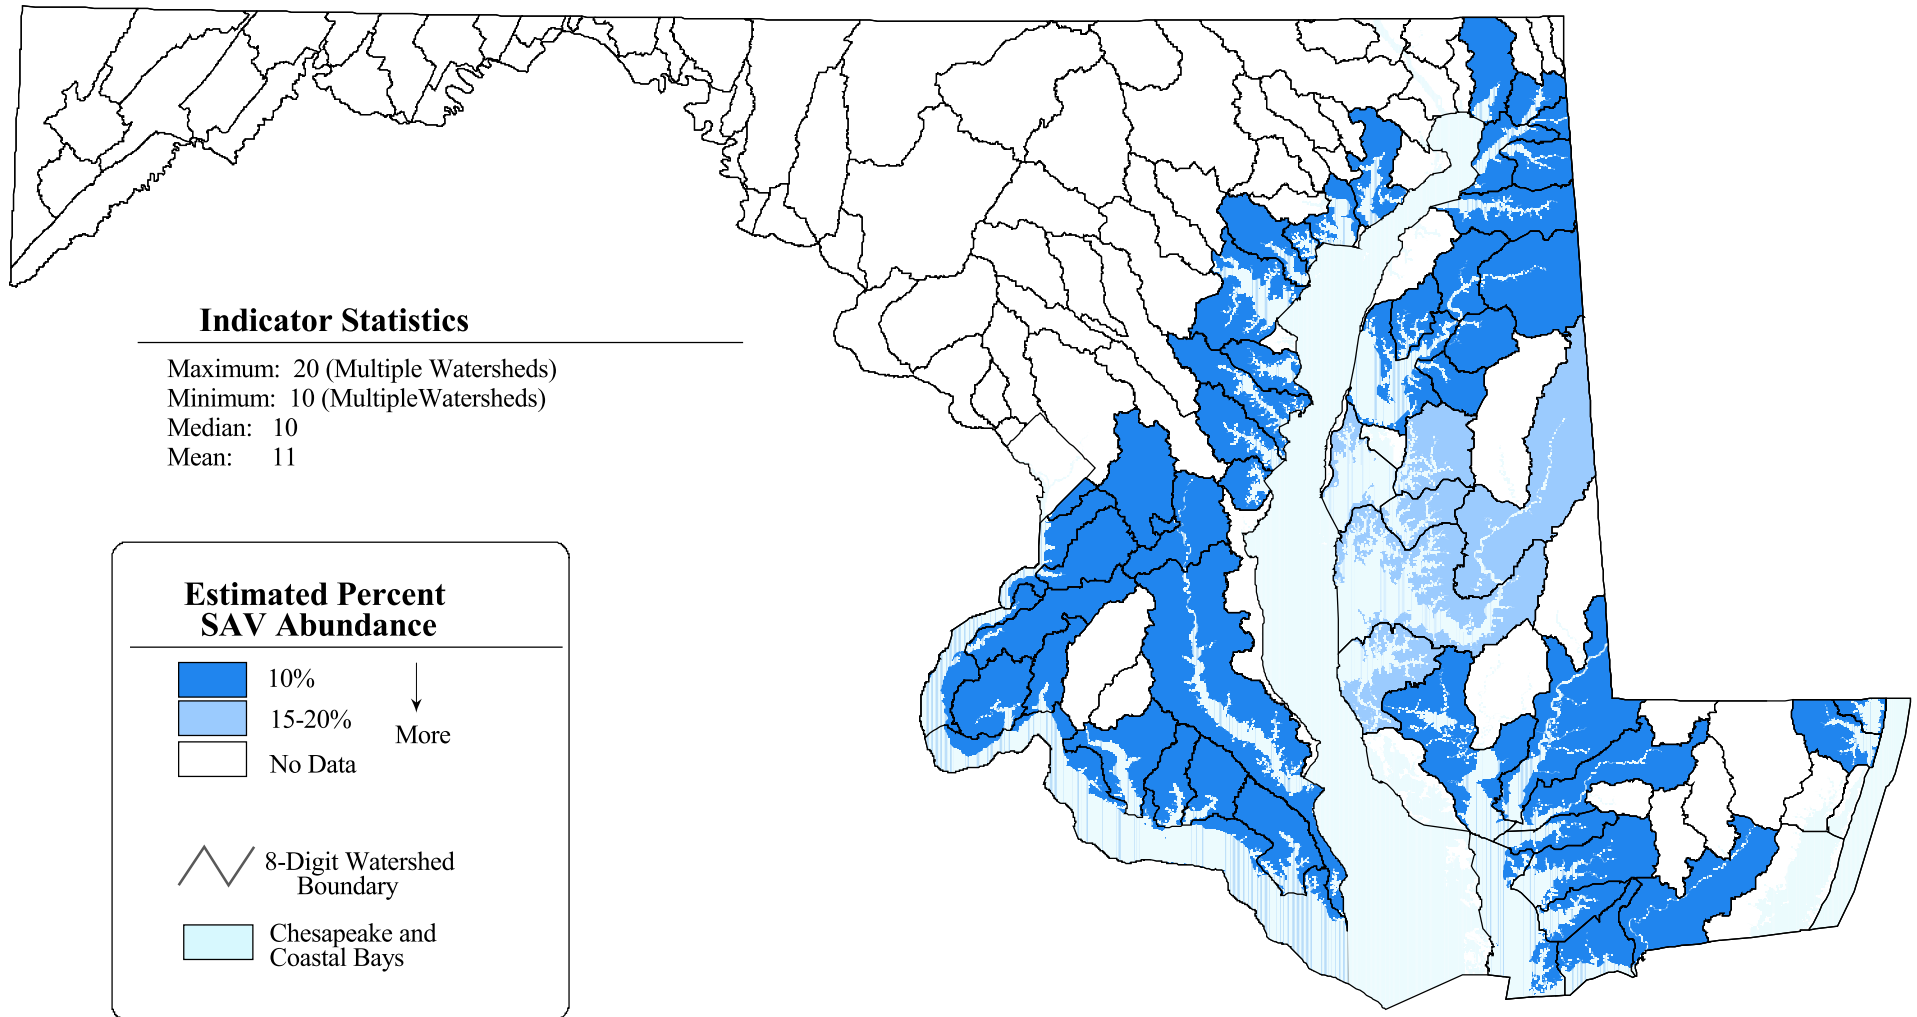 Indicator Statistics
Maximum: 20 (Multiple Watersheds)
Minimum: 10 (MultipleWatersheds)
Median: 10
Mean: 11
Estimated Percent
SAV Abundance
10%
15-20%
More
No Data
8-Digit Watershed
Boundary
Chesapeake and
Coastal Bays